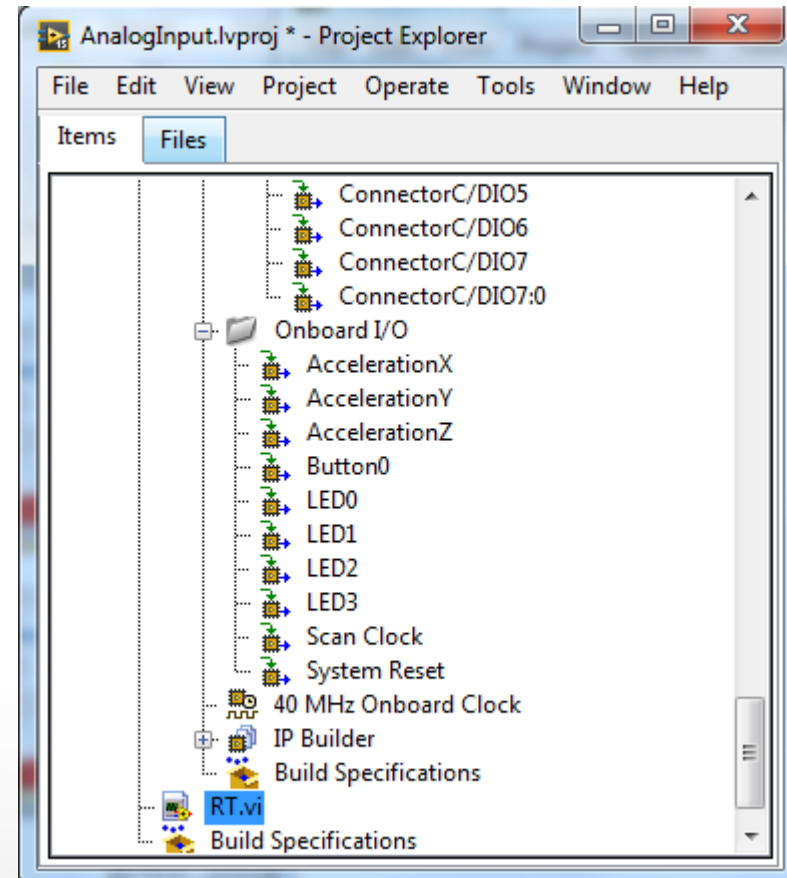 AnalogInput.lvproj * - Project Explorer
File Edit View Project Operate Tools Window Help
Items Files
ConnectorC/DIO5
ConnectorC/DIO6
ConnectorC/DIO7
ConnectorC/DIO7:0
Onboard I/O
AccelerationX
AccelerationY
AccelerationZ
Button0
LED0
LED1
LED2
LED3
Scan Clock
System Reset
40 MHz Onboard Clock
IP Builder
Build Specifications
RT.vi
Build Specifications